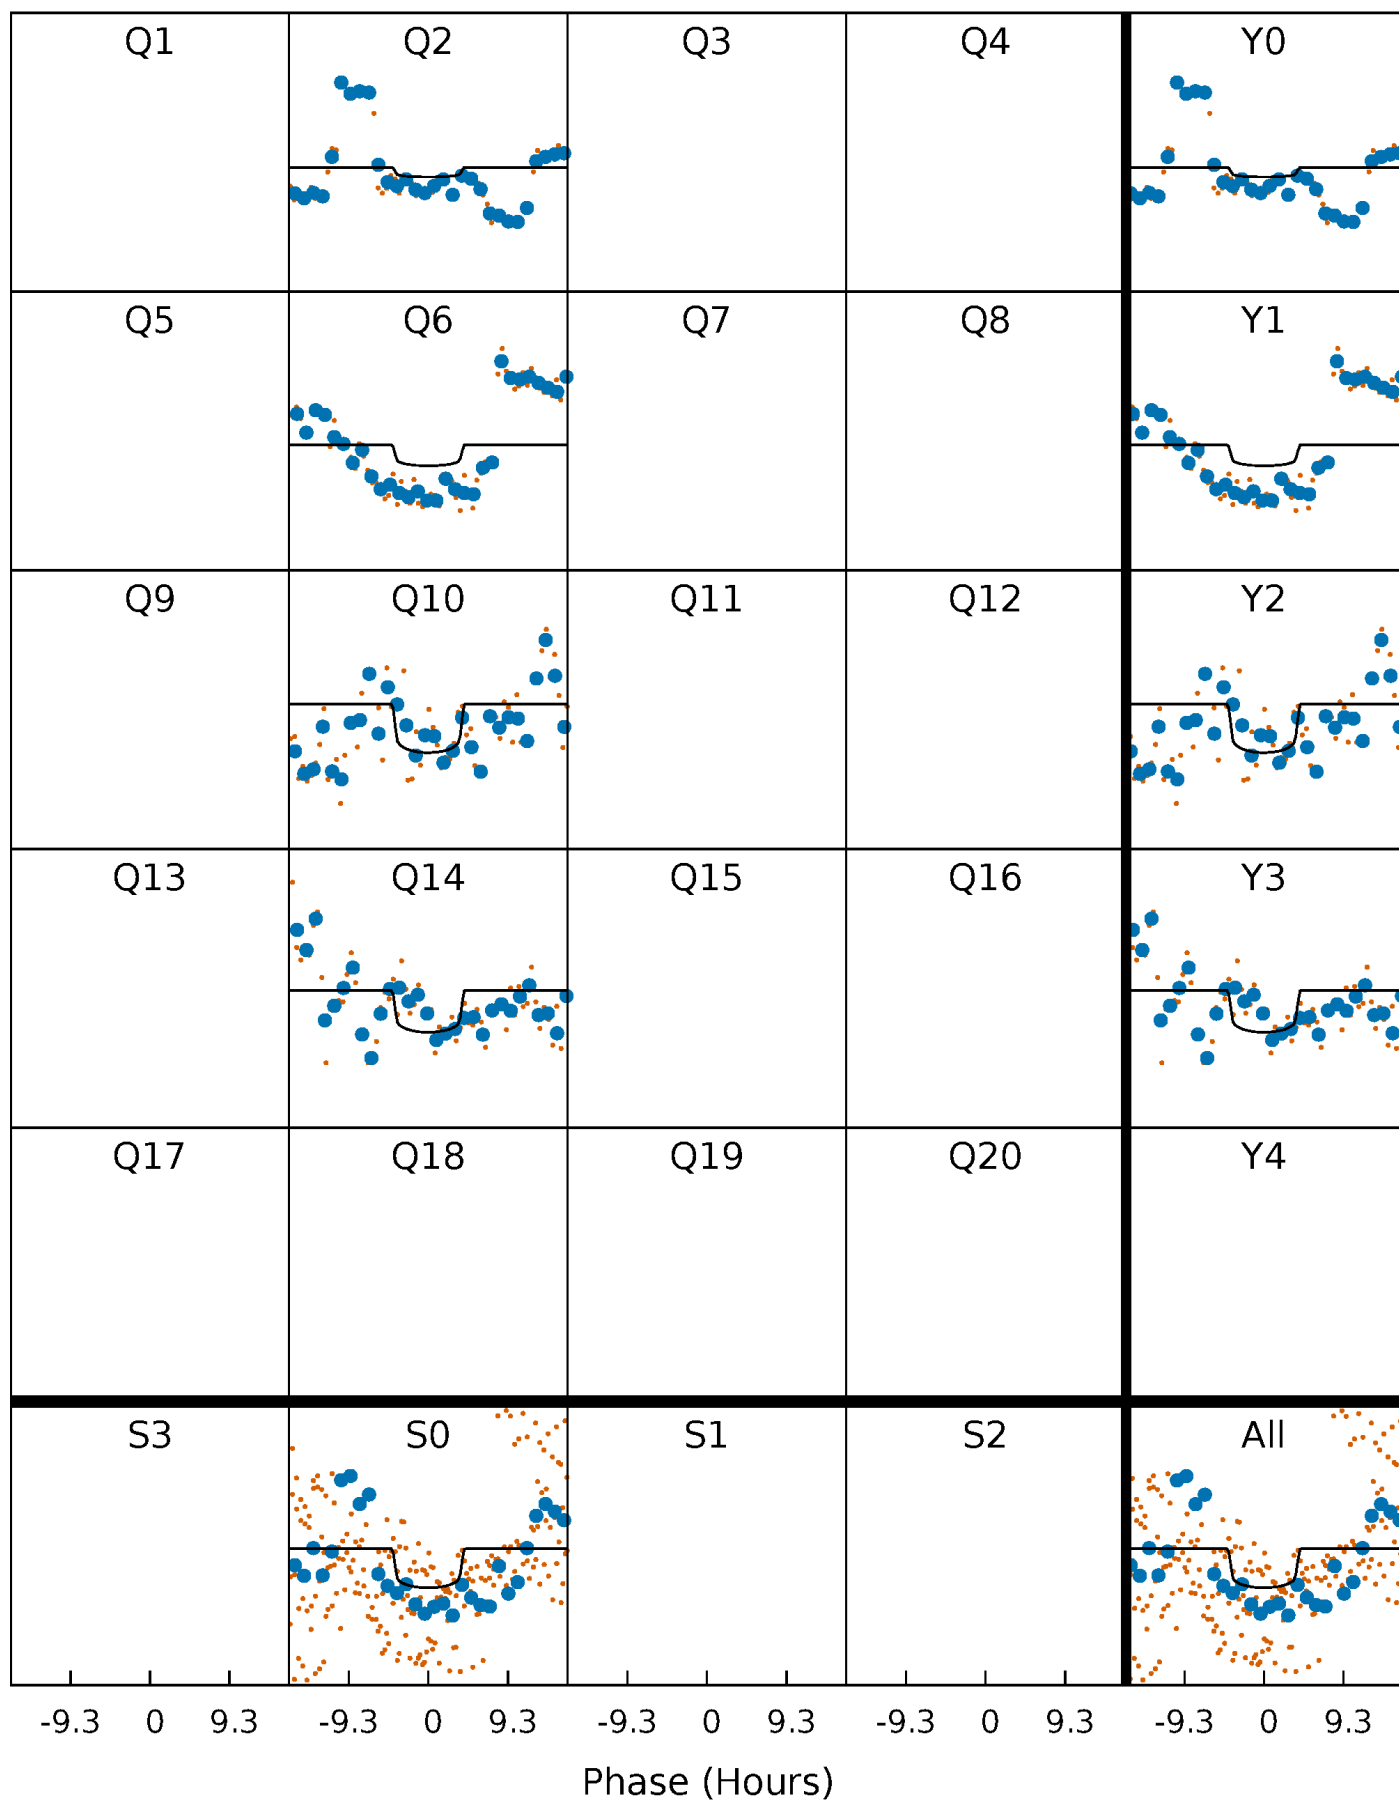 Q1 Q2 Q3 Q4 Y0
Q5 Q6 Q7 Q8 Y1
Q9 Q10 Q11 Q12 Y2
Q13 Q14 Q15 Q16 Y3
Q17 Q18 Q19 Q20 Y4
S3 S0 S1 S2 All
-9.3 0 9.3 -9.3 0 9.3 -9.3 0 9.3 -9.3 0 9.3 -9.3 0 9.3
Phase (Hours)